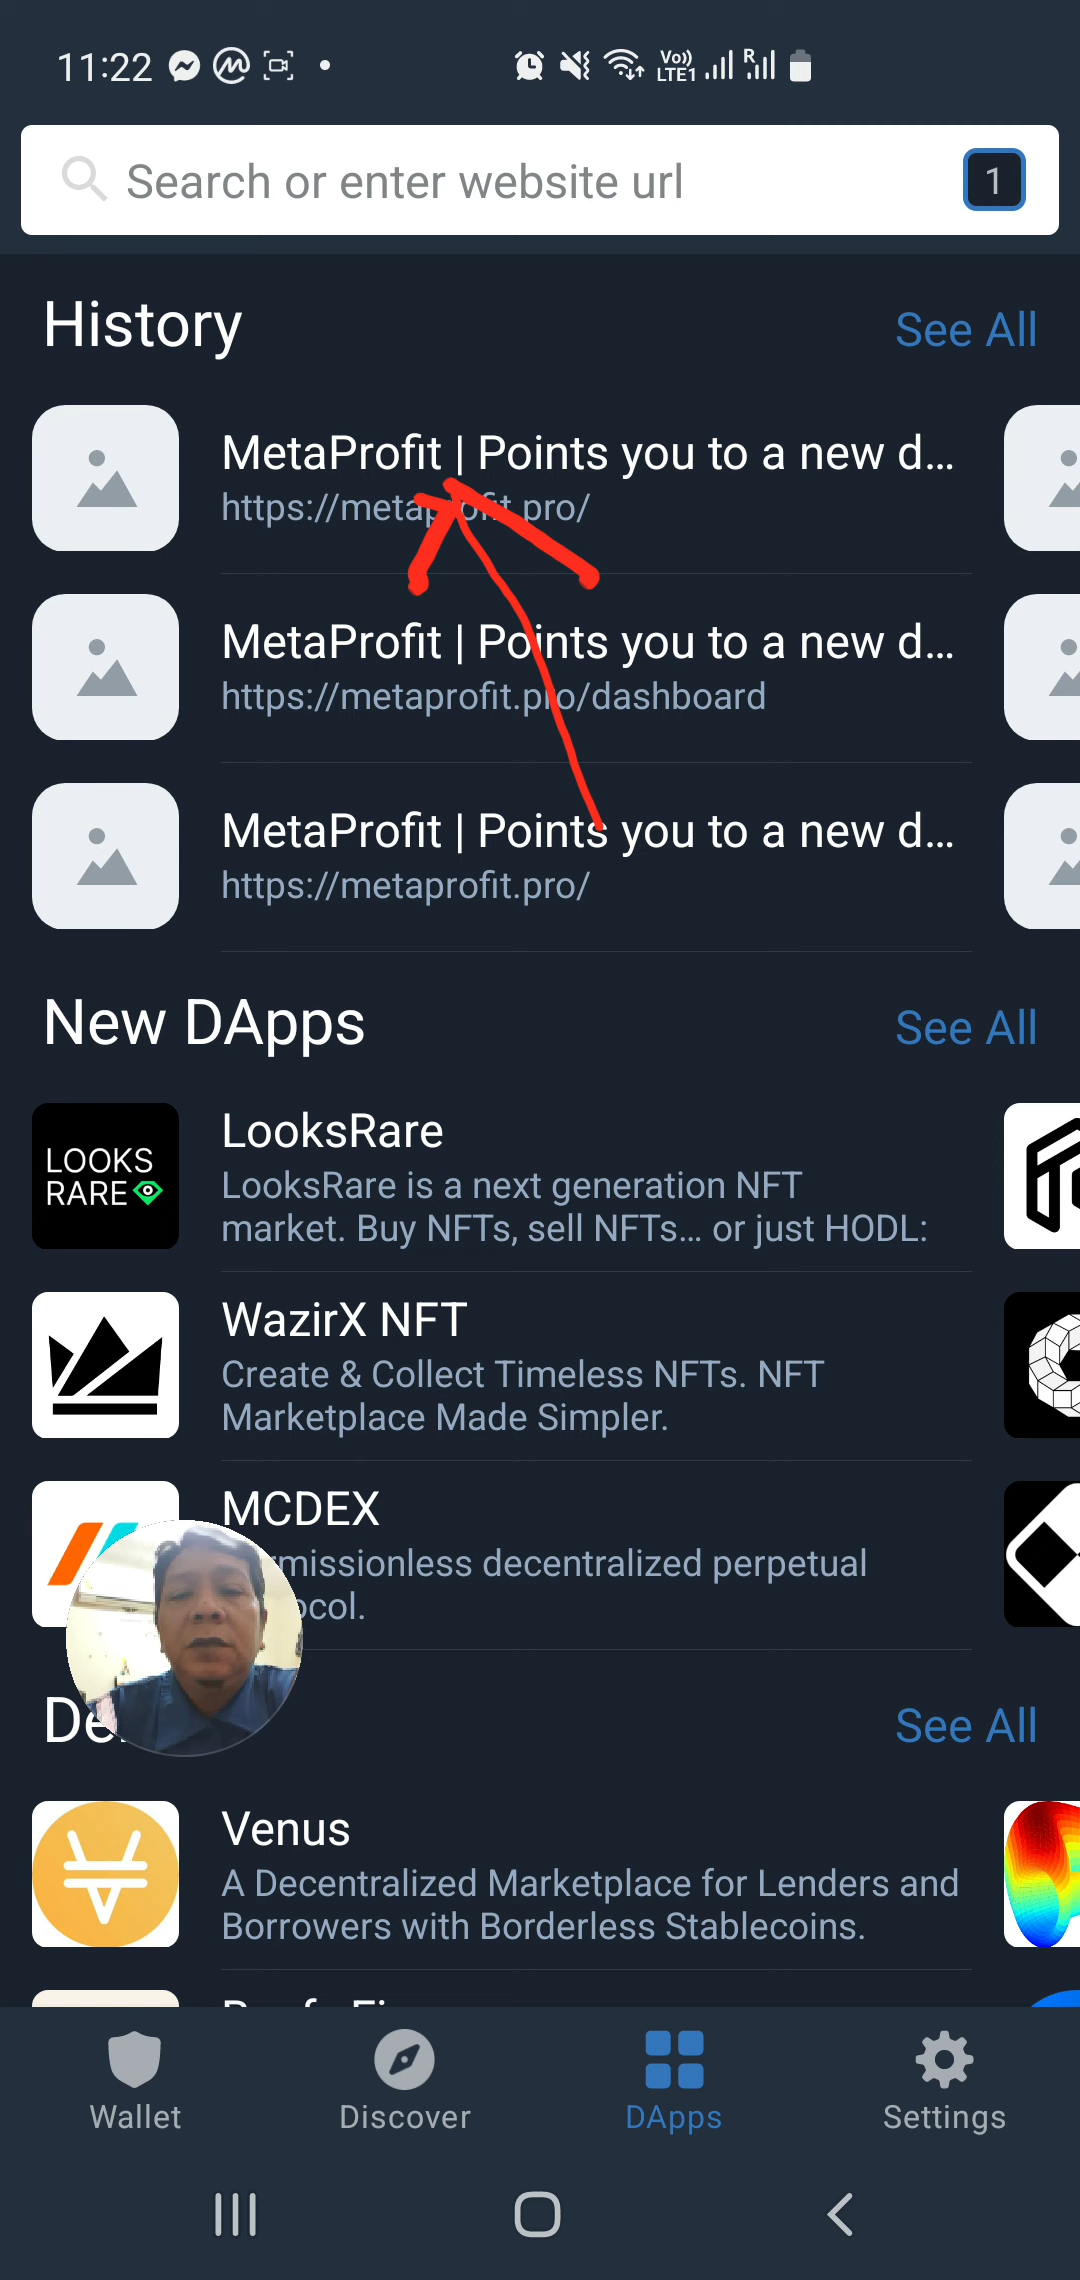 11:22
Vo))
LTE1
R
Search or enter website url
1
History
See All
MetaProfit | Points you to a new d...
https://metaprofit.pro/
MetaProfit | Points you to a new d...
https://metaprofit.pro/dashboard
MetaProfit | Points you to a new d...
https://metaprofit.pro/
New DApps
See All
LOOKS
RARE
LooksRare
LooksRare is a next generation NFT
market. Buy NFTs, sell NFTs... or just HODL:
WazirX NFT
Create & Collect Timeless NFTs. NFT
Marketplace Made Simpler.
MCDEX
decentralized perpetual
See All
Venus
A Decentralized Marketplace for Lenders and
Borrowers with Borderless Stablecoins.
Wallet
Discover
DApps
Settings